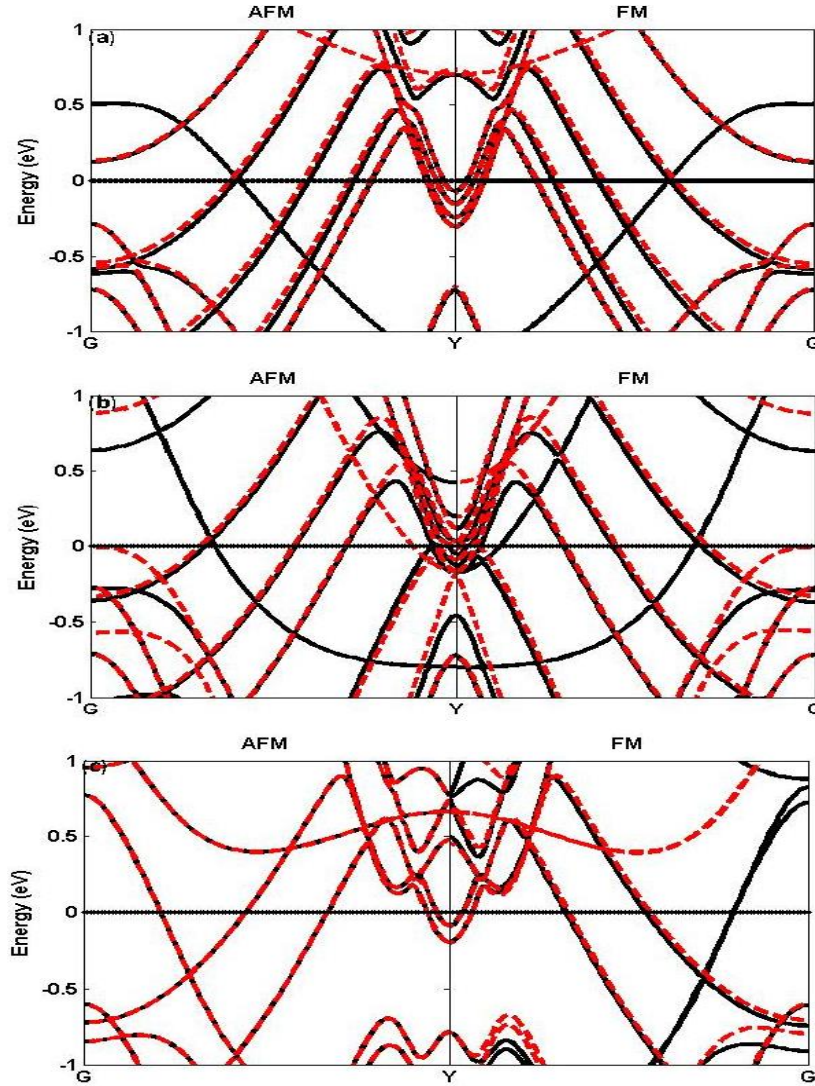 AFM FM
(a)
1
0.5
0
-0.5
-1
Energy (eV)
G Y G
AFM FM
(b)
1
0.5
0
-0.5
-1
Energy (eV)
G Y G
AFM FM
(c)
1
0.5
0
-0.5
-1
Energy (eV)
G Y G